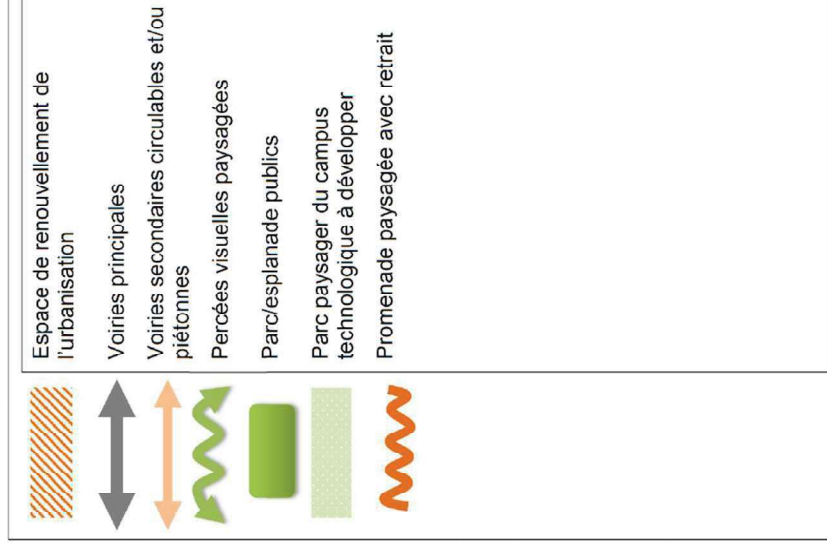 Espace de renouvellement de
l'urbanisation
Voiries principales
Voiries secondaires circulables et/ou
piétonnes
Percées visuelles paysagées
Parc/esplanade publics
Parc paysager du campus
technologique à développer
Promenade paysagée avec retrait